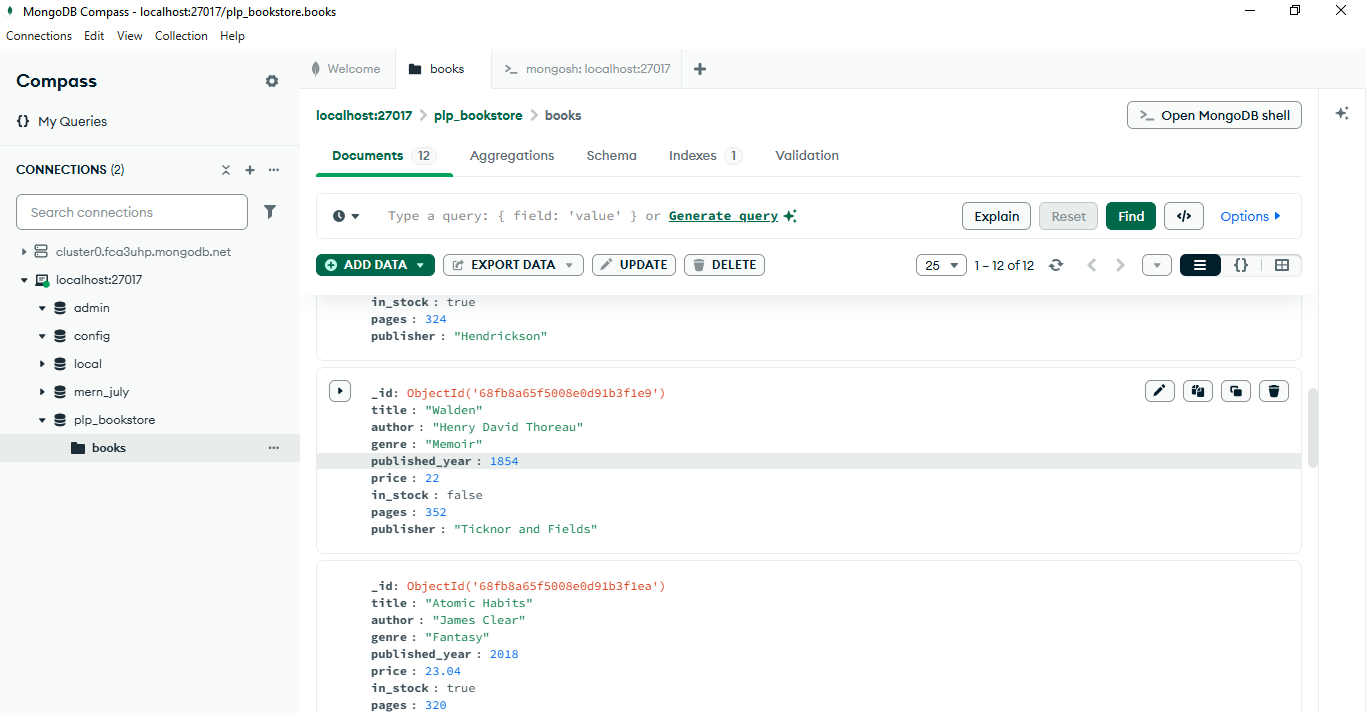 MongoDB Compass - localhost:27017/plp_bookstore.books
Connections Edit View Collection Help
Compass
{} My Queries
CONNECTIONS (2)
Search connections
cluster0.fca3uhp.mongodb.net
localhost:27017
admin
config
local
mern_july
plp_bookstore
books
Welcome
books
>_ mongosh: localhost:27017
localhost:27017 > plp_bookstore > books
>_ Open MongoDB shell
Documents 12 Aggregations Schema Indexes 1 Validation
Type a query: { field: 'value' } or Generate query
Explain Reset Find </> Options
ADD DATA EXPORT DATA UPDATE DELETE
25 1 – 12 of 12 {}
in_stock : true
pages : 324
publisher : "Hendrickson"
_id: ObjectId('68fb8a65f5008e0d91b3f1e9')
title : "Walden"
author : "Henry David Thoreau"
genre : "Memoir"
published_year : 1854
price : 22
in_stock : false
pages : 352
publisher : "Ticknor and Fields"
_id: ObjectId('68fb8a65f5008e0d91b3f1ea')
title : "Atomic Habits"
author : "James Clear"
genre : "Fantasy"
published_year : 2018
price : 23.04
in_stock : true
pages : 320